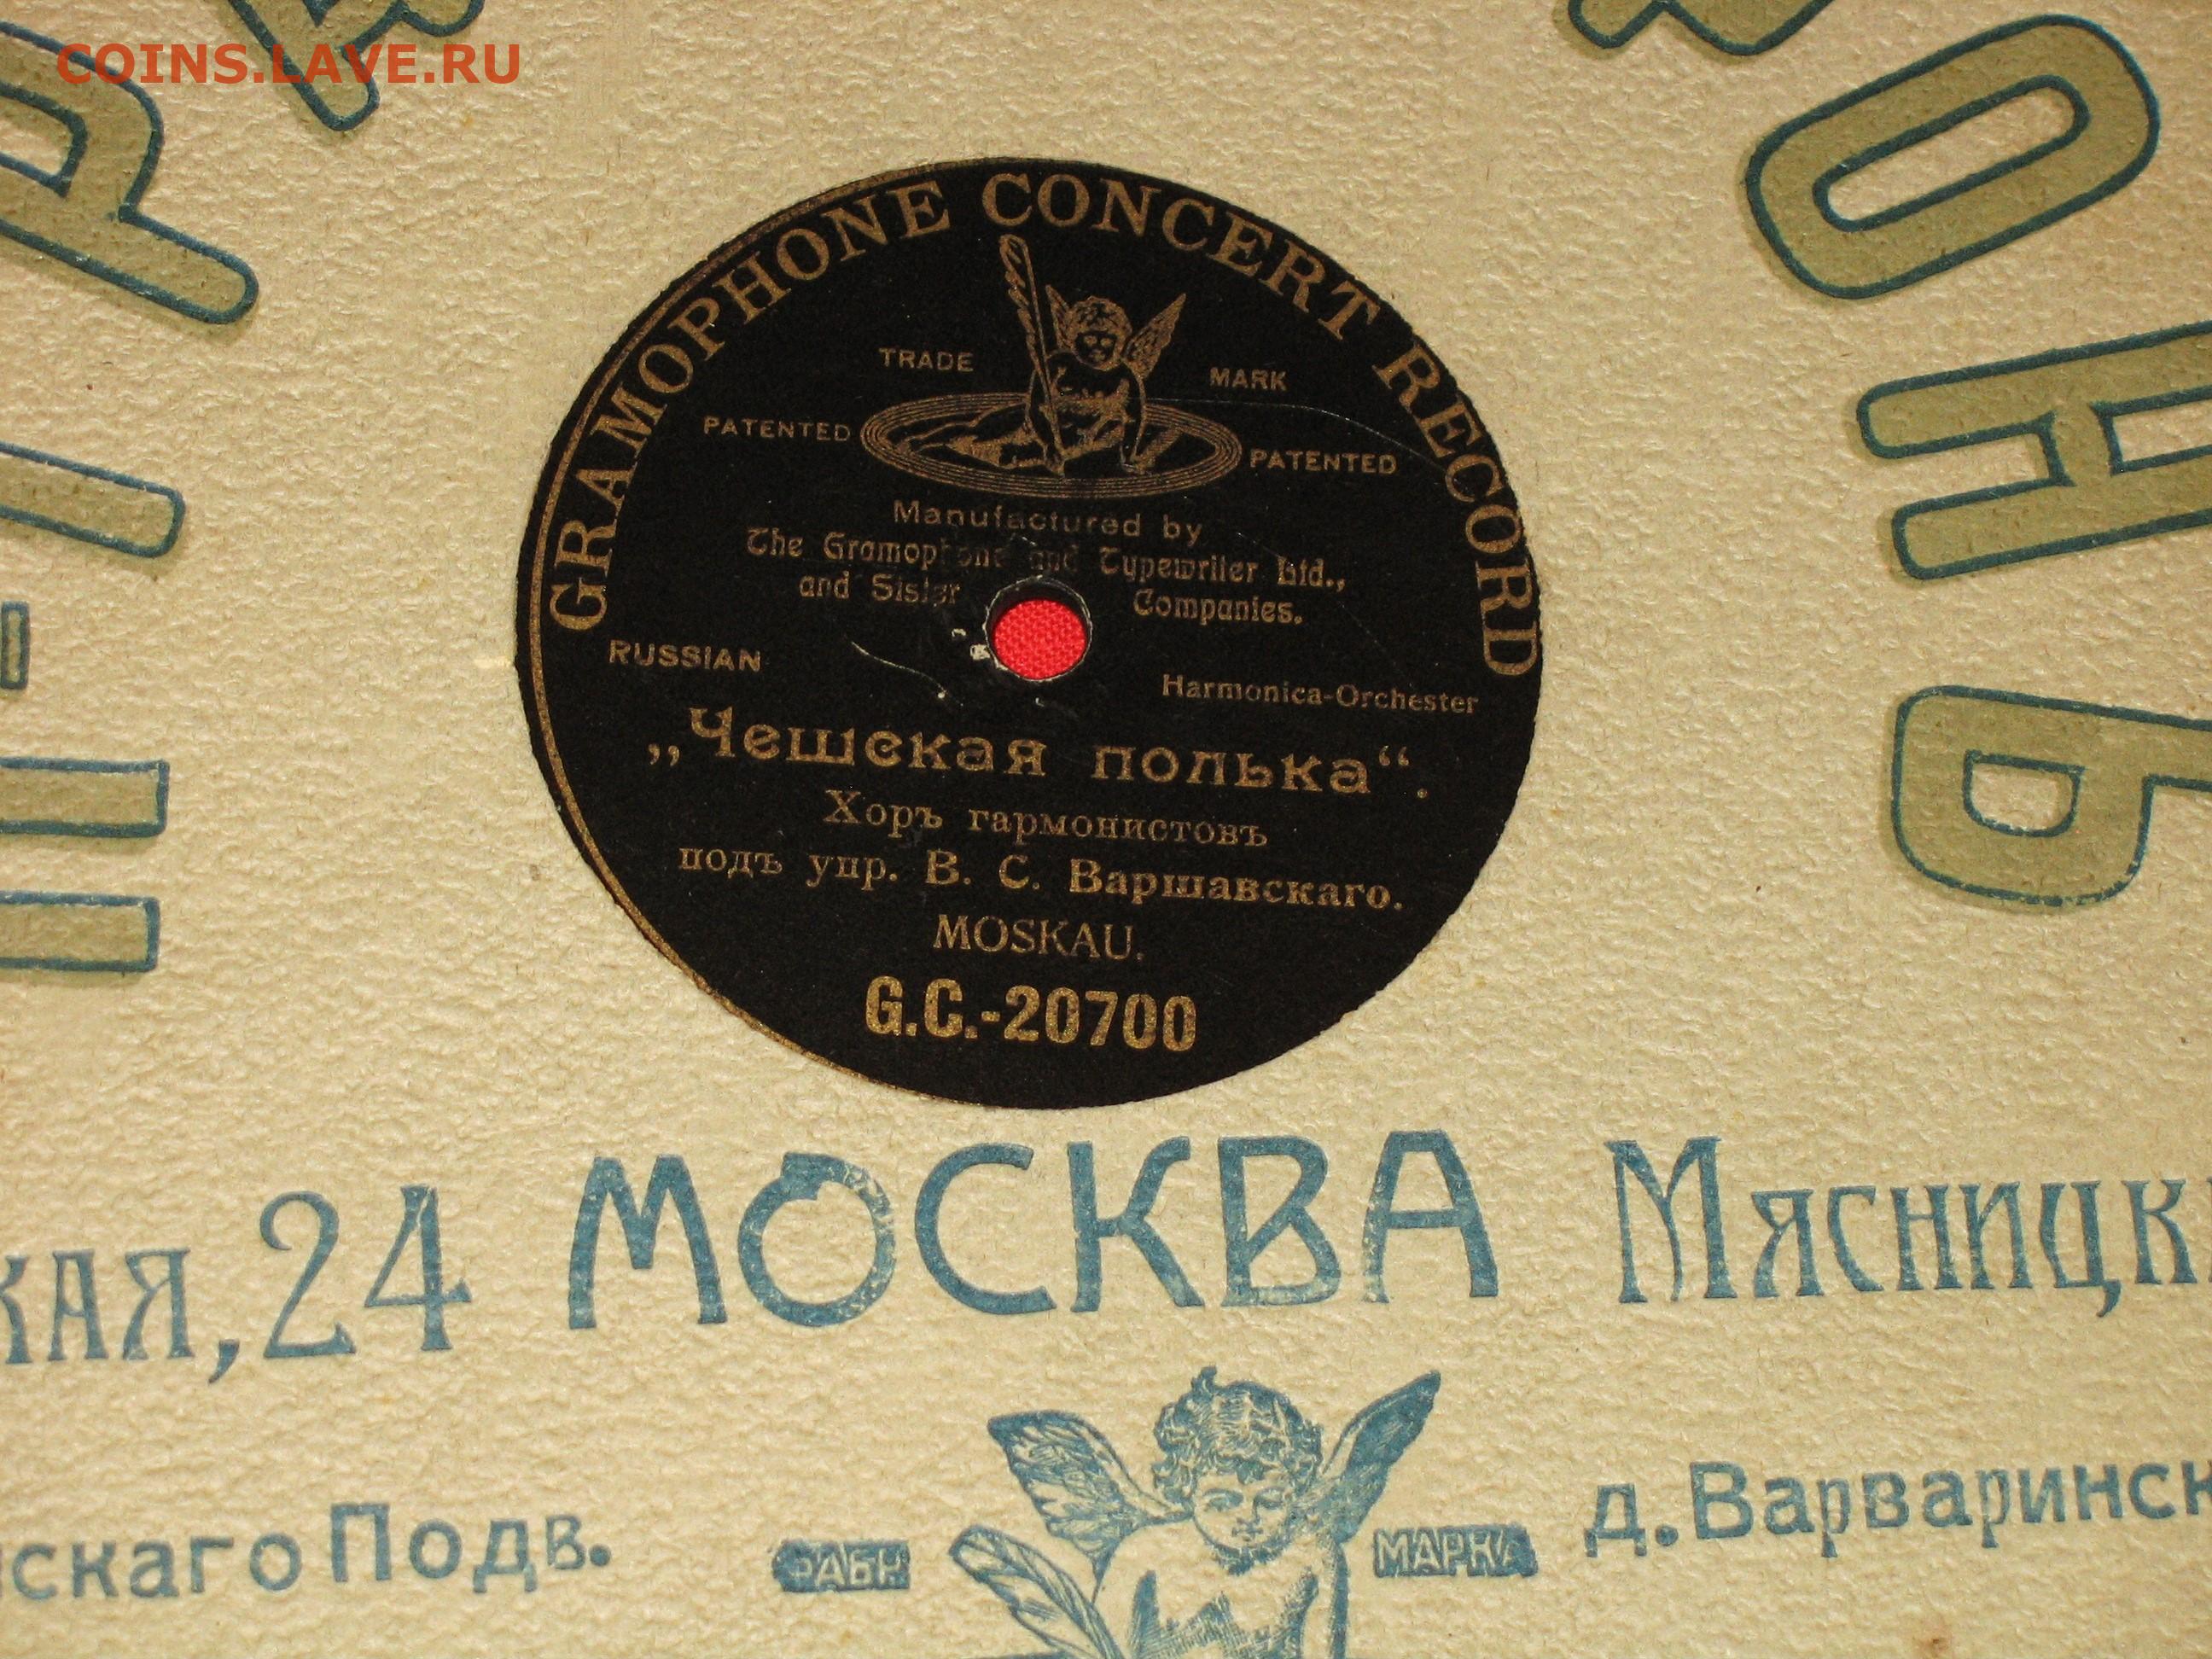 COINS.LAVE.RU
GRAMOPHONE CONCERT RECORD
TRADE MARK
PATENTED PATENTED
Manufactured by
The Gramophone and Typewriter Ltd.,
and Sister Companies.
RUSSIAN
Harmonica-Orchester
„Чешская полька“.
Хоръ гармонистовъ
подъ упр. В. С. Варшавскаго.
MOSKAU.
G.C.-20700
КАЯ, 24 МОСКВА Мясницк
скаго Подв. ФАБР МАРКА д. Варваринск